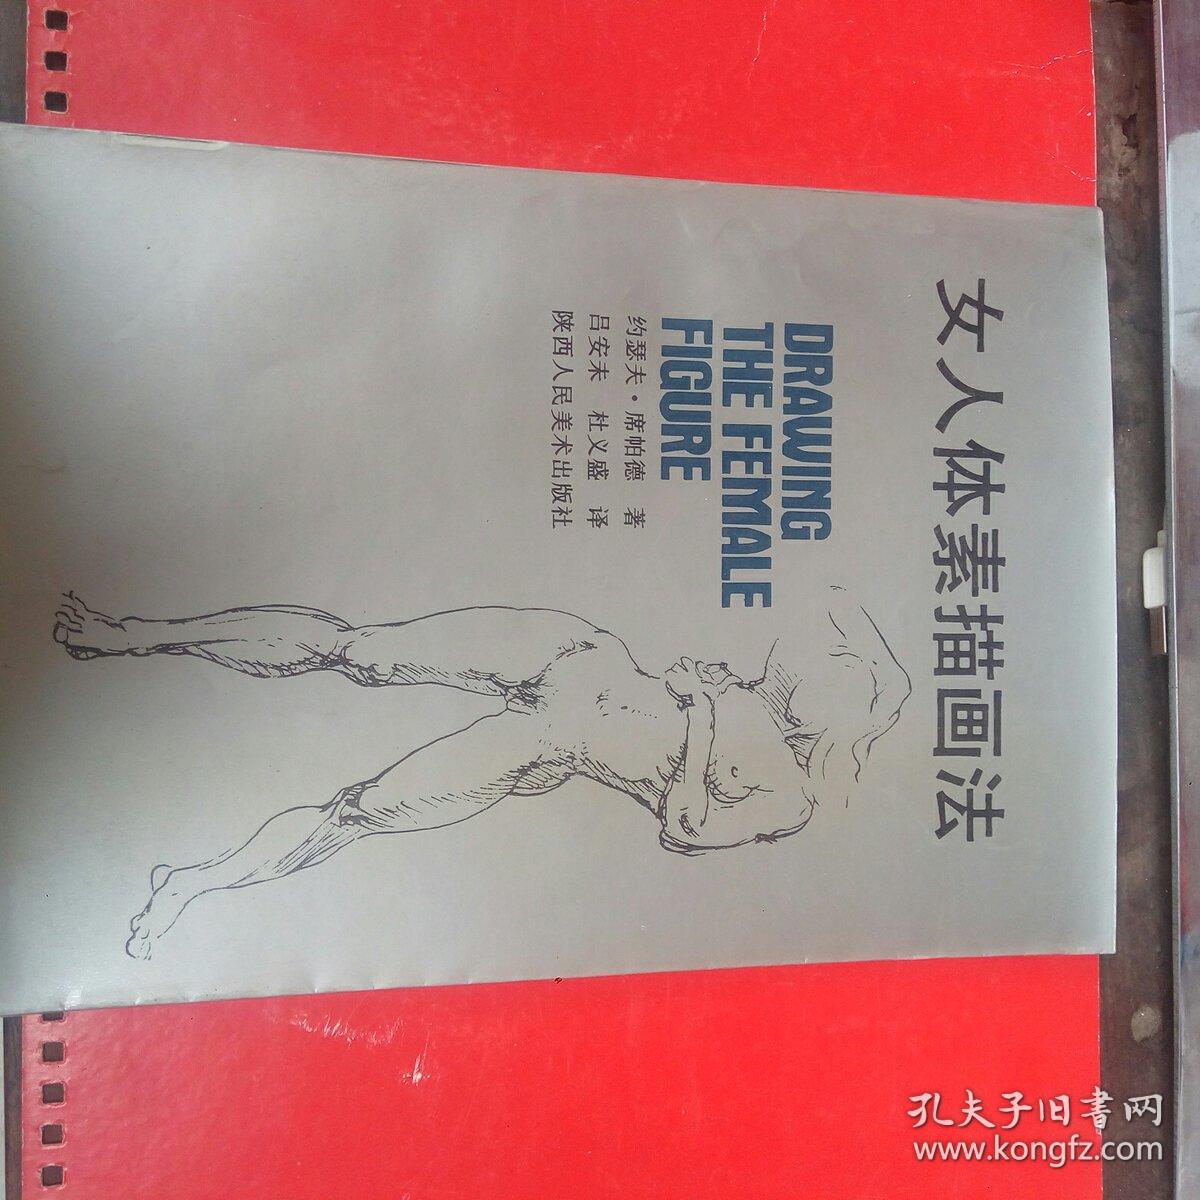 女人体素描画法
DRAWING
THE FEMALE
FIGURE
约瑟夫·席帕德 著
吕安未 杜义盛 译
陕西人民美术出版社
孔夫子旧書网
www.kongfz.com